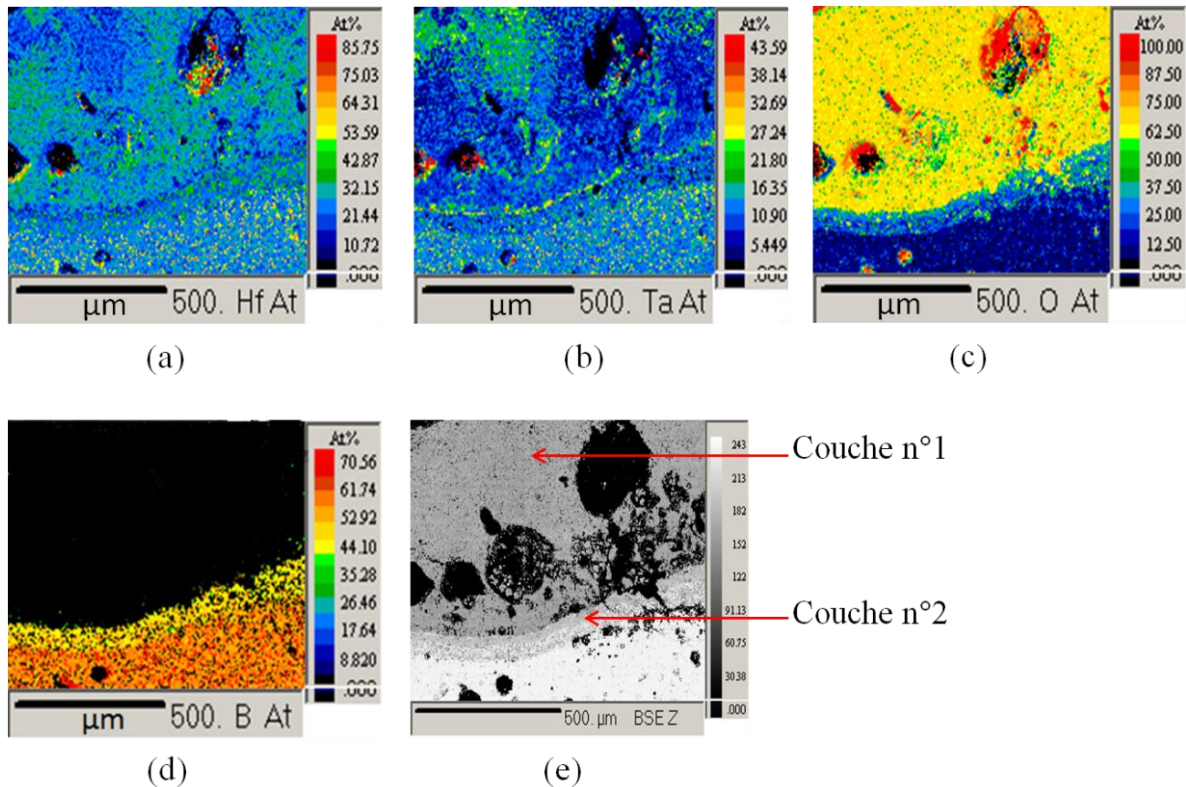 At%
85.75
75.03
64.31
53.59
42.87
32.15
21.44
10.72
.000
µm 500. Hf At
(a)
At%
43.59
38.14
32.69
27.24
21.80
16.35
10.90
5.449
.000
µm 500. Ta At
(b)
At%
100.00
87.50
75.00
62.50
50.00
37.50
25.00
12.50
.000
µm 500. O At
(c)
At%
70.56
61.74
52.92
44.10
35.28
26.46
17.64
8.820
.000
µm 500. B At
(d)
243
213
182
152
122
91.13
60.75
30.38
.000
500. µm BSE Z
(e)
Couche n°1
Couche n°2